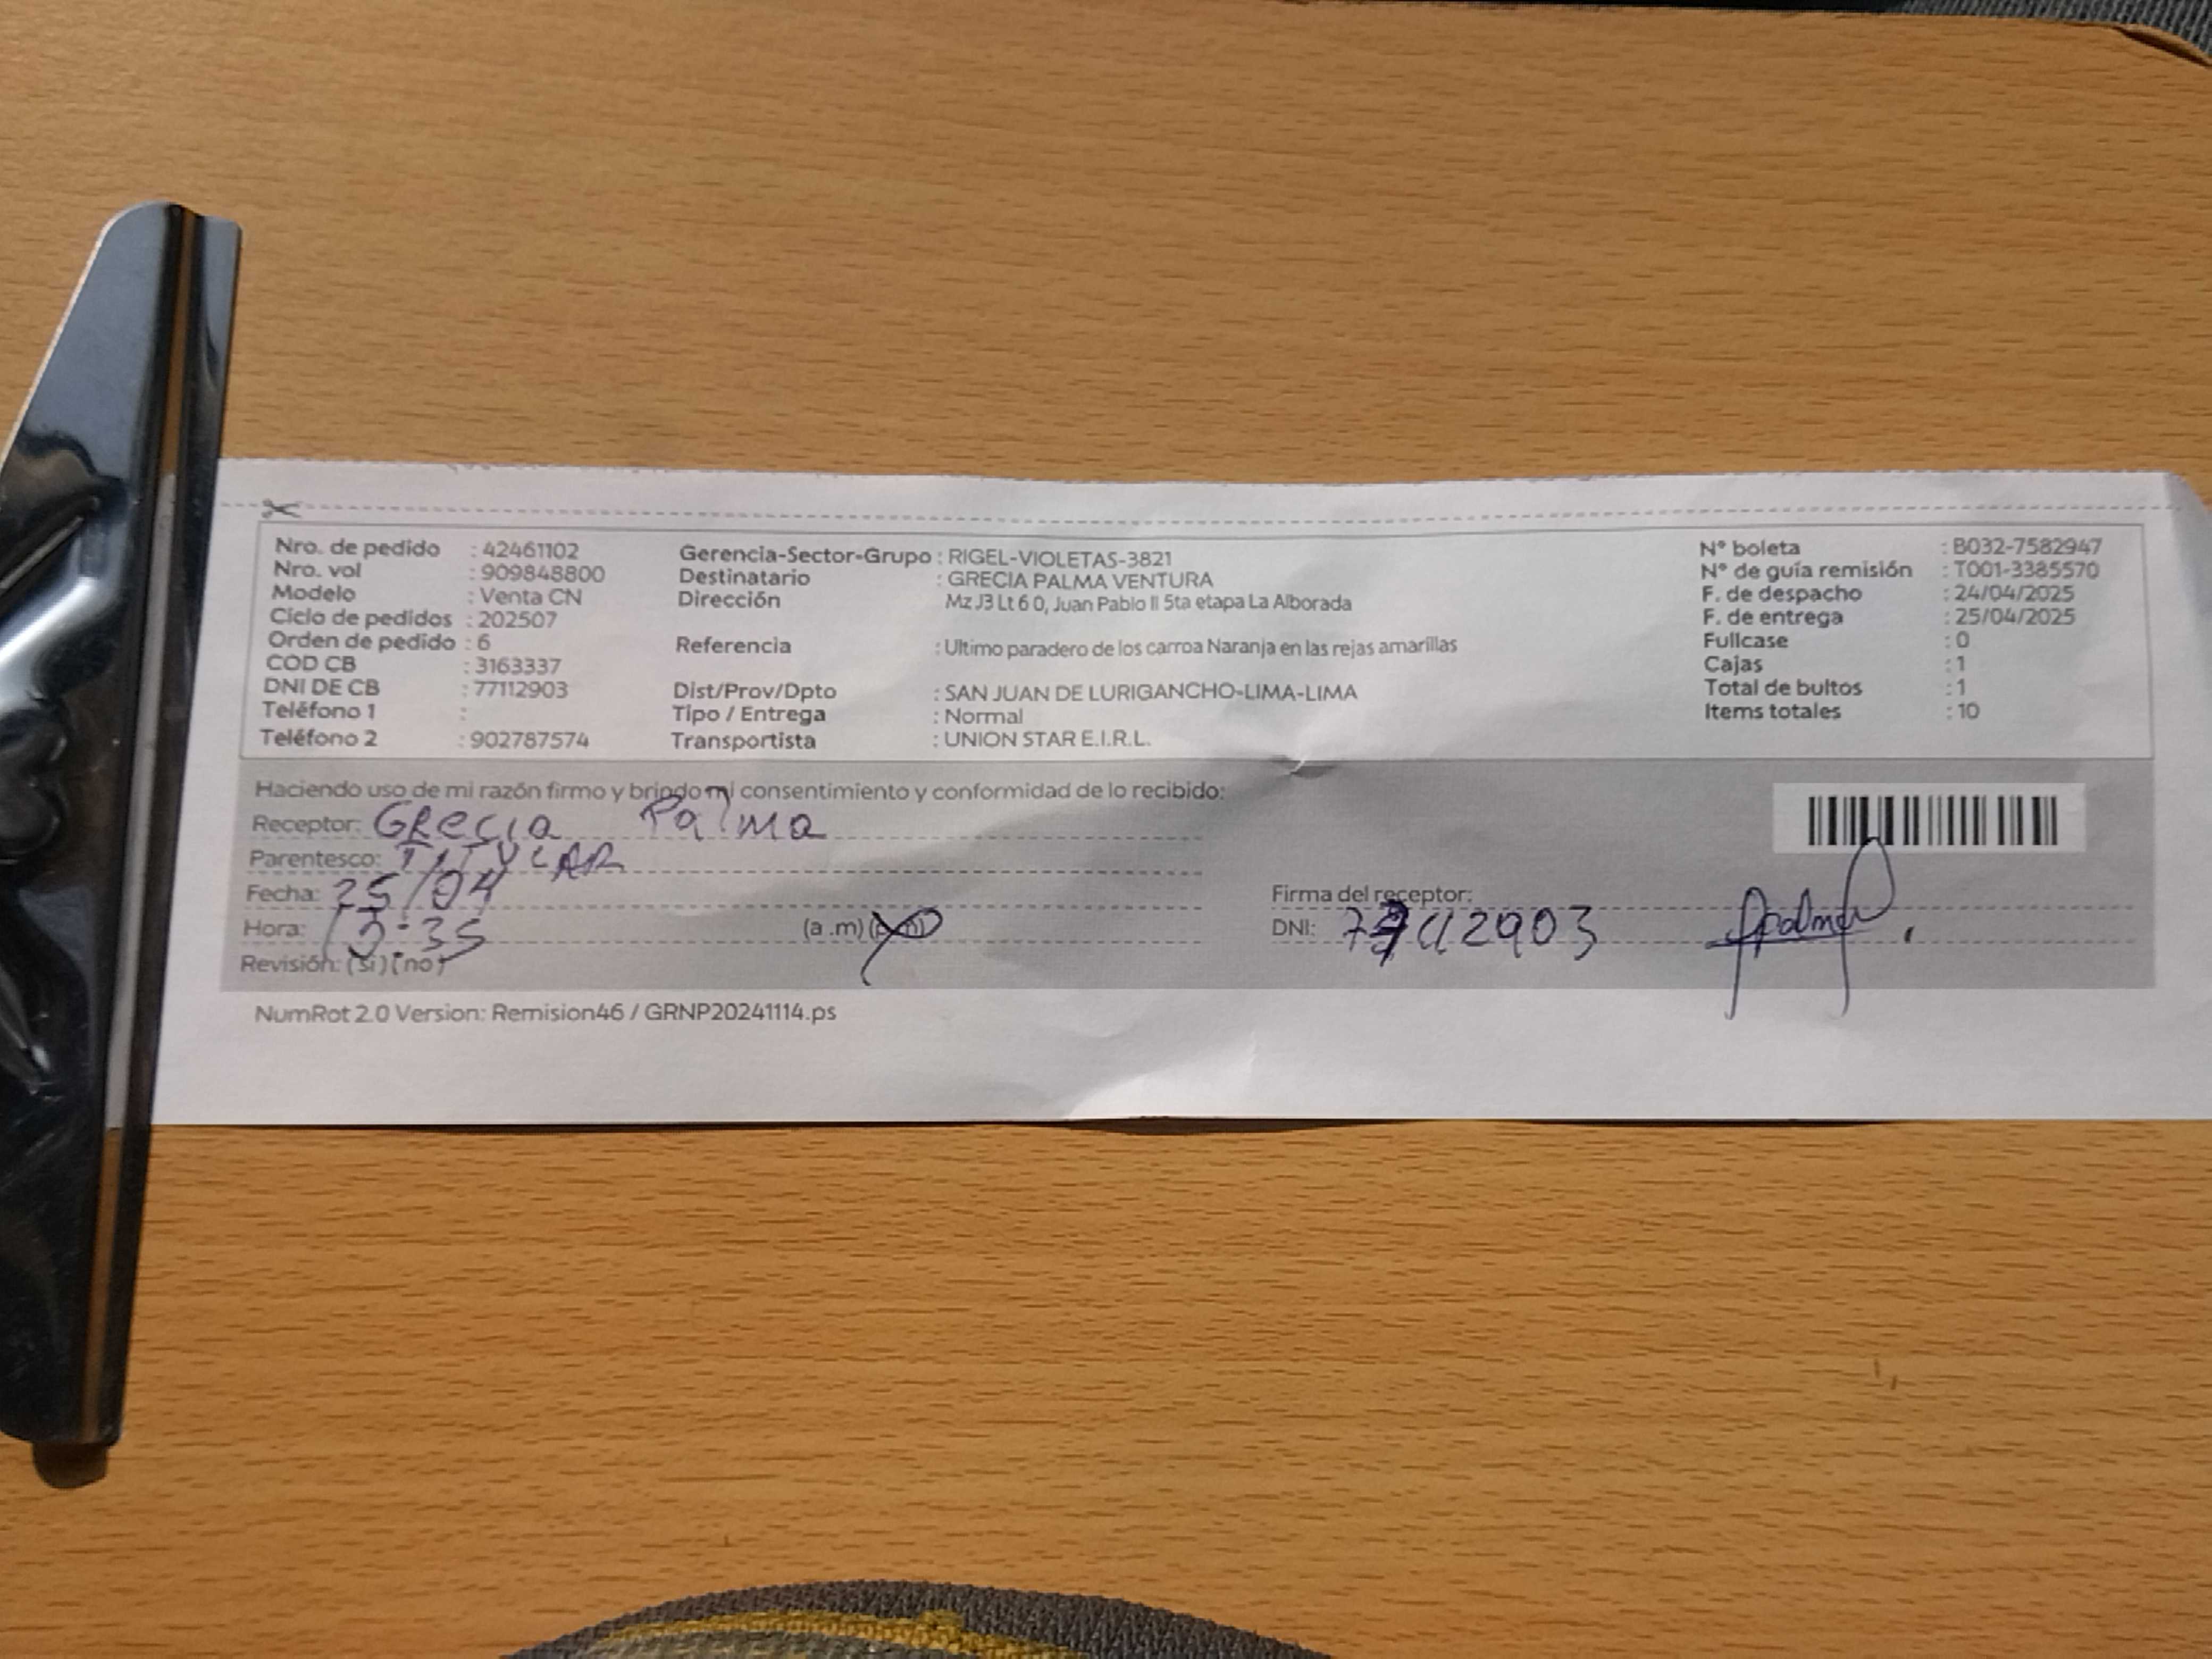 Nro. de pedido : 42461102
Nro. vol : 909848800
Modelo : Venta CN
Ciclo de pedidos : 202507
Orden de pedido : 6
COD CB : 3163337
DNI DE CB : 77112903
Teléfono 1 :
Teléfono 2 : 902787574
Gerencia-Sector-Grupo : RIGEL-VIOLETAS-3821
Destinatario : GRECIA PALMA VENTURA
Dirección Mz J3 Lt 6 0, Juan Pablo II 5ta etapa La Alborada
Referencia : Ultimo paradero de los carroa Naranja en las rejas amarillas
Dist/Prov/Dpto : SAN JUAN DE LURIGANCHO-LIMA-LIMA
Tipo / Entrega : Normal
Transportista : UNION STAR E.I.R.L.
N° boleta : B032-7582947
N° de guía remisión : T001-3385570
F. de despacho : 24/04/2025
F. de entrega : 25/04/2025
Fullcase : 0
Cajas : 1
Total de bultos : 1
Items totales : 10
Haciendo uso de mi razón firmo y brindo mi consentimiento y conformidad de lo recibido:
Receptor: Grecia Palma
Parentesco: TITULAR
Fecha: 25/04
Hora: 13:35 (a .m) (p.m)
Revisión: (si) (no)
Firma del receptor:
DNI: 77112903
NumRot 2.0 Version: Remision46 / GRNP20241114.ps